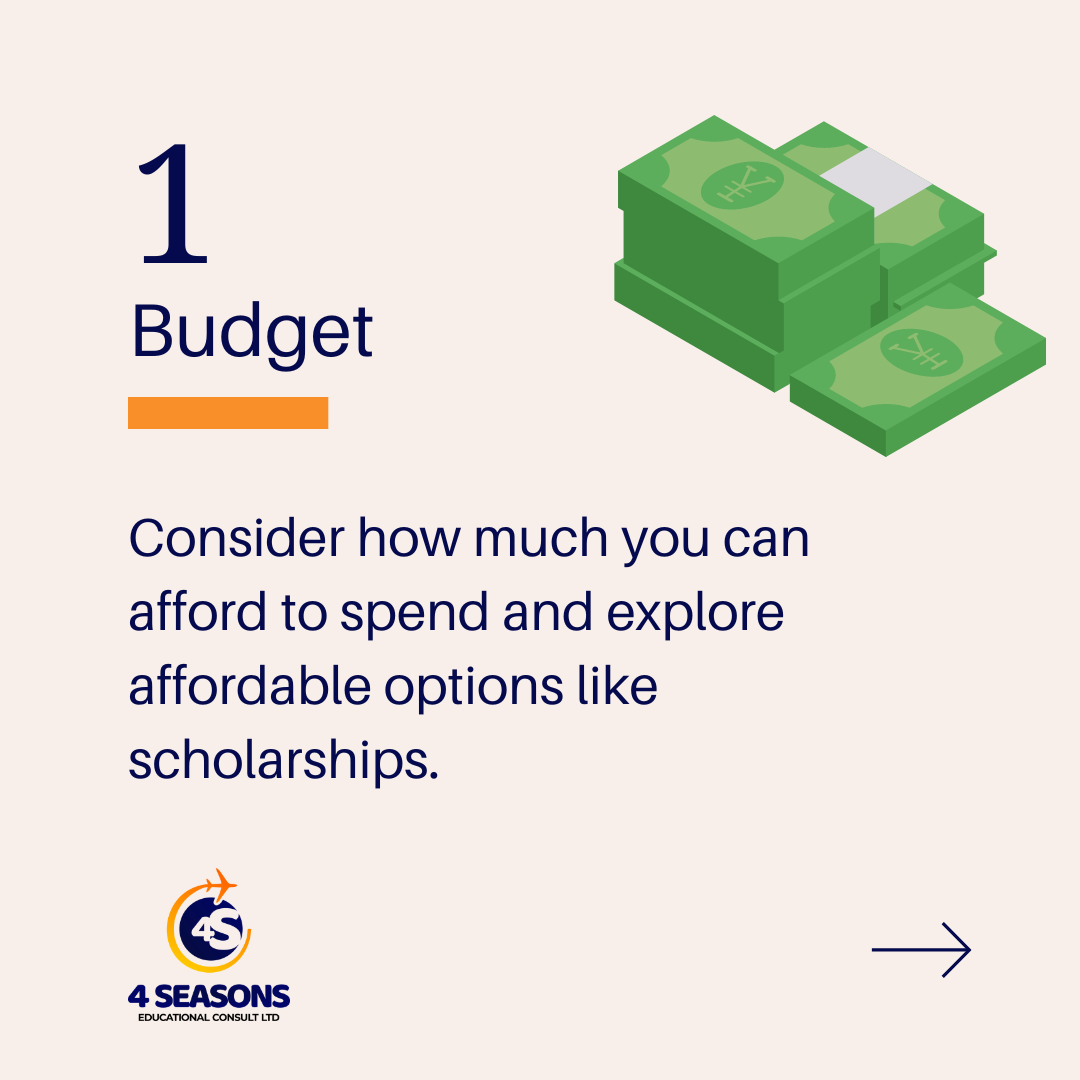 1
Budget
Consider how much you can
afford to spend and explore
affordable options like
scholarships.
¥
¥
4S
4 SEASONS
EDUCATIONAL CONSULT LTD